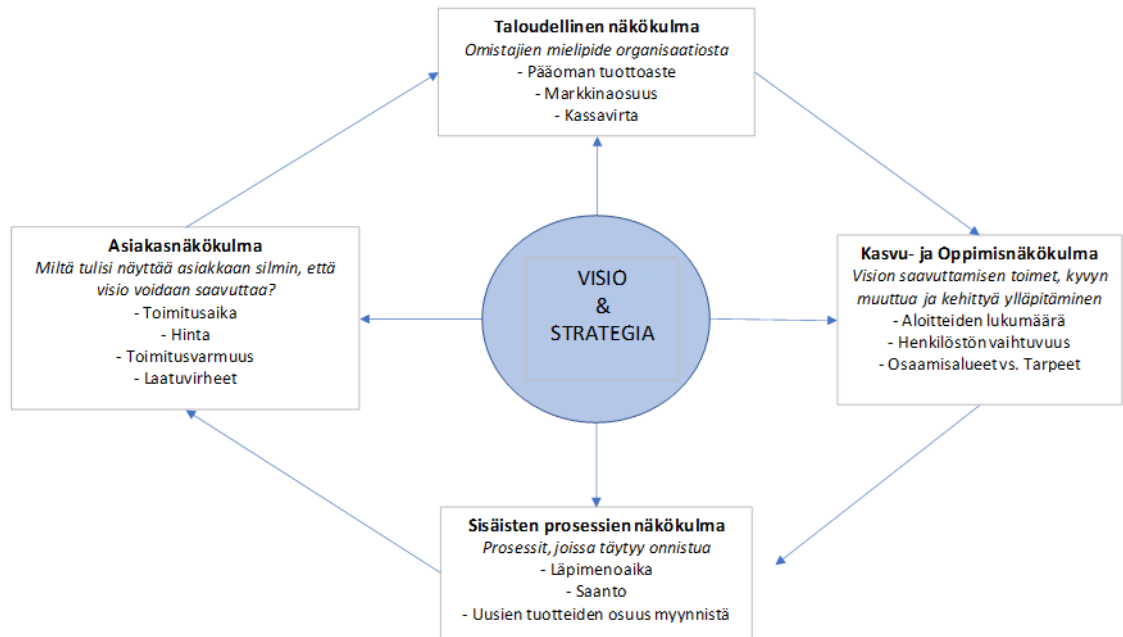 Taloudellinen näkökulma
Omistajien mielipide organisaatiosta
- Pääoman tuottoaste
- Markkinaosuus
- Kassavirta
Asiakasnäkökulma
Miltä tulisi näyttää asiakkaan silmin, että
visio voidaan saavuttaa?
- Toimitusaika
- Hinta
- Toimitusvarmuus
- Laatuvirheet
VISIO
&
STRATEGIA
Kasvu- ja Oppimisnäkökulma
Vision saavuttamisen toimet, kyvyn
muuttua ja kehittyä ylläpitäminen
- Aloitteiden lukumäärä
- Henkilöstön vaihtuvuus
- Osaamisalueet vs. Tarpeet
Sisäisten prosessien näkökulma
Prosessit, joissa täytyy onnistua
- Läpimenoaika
- Saanto
- Uusien tuotteiden osuus myynnistä